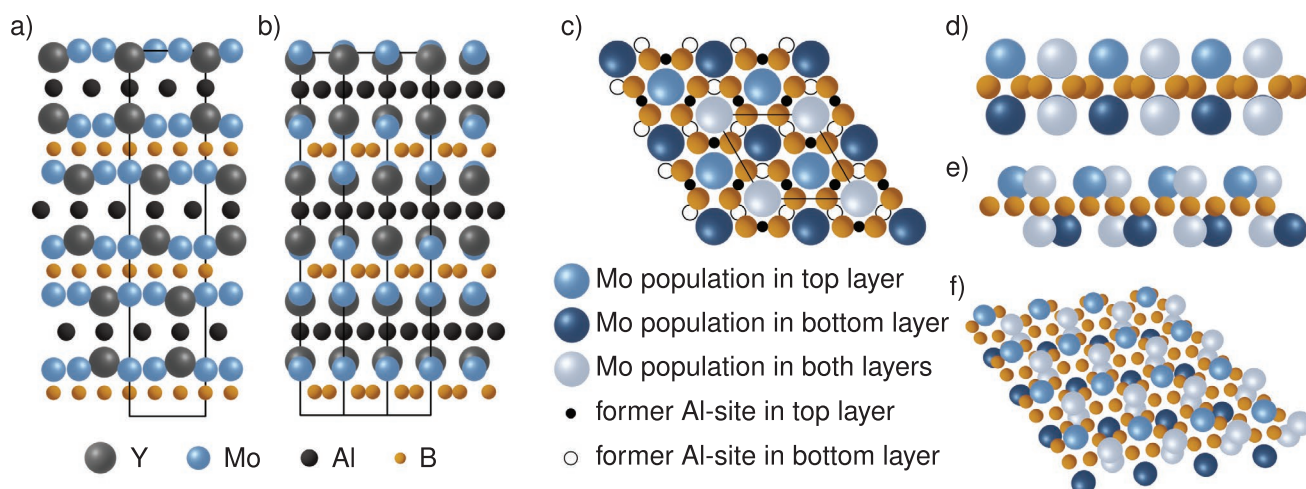 a)
b)
c)
d)
e)
f)
Mo population in top layer
Mo population in bottom layer
Mo population in both layers
former Al-site in top layer
former Al-site in bottom layer
Y Mo Al B